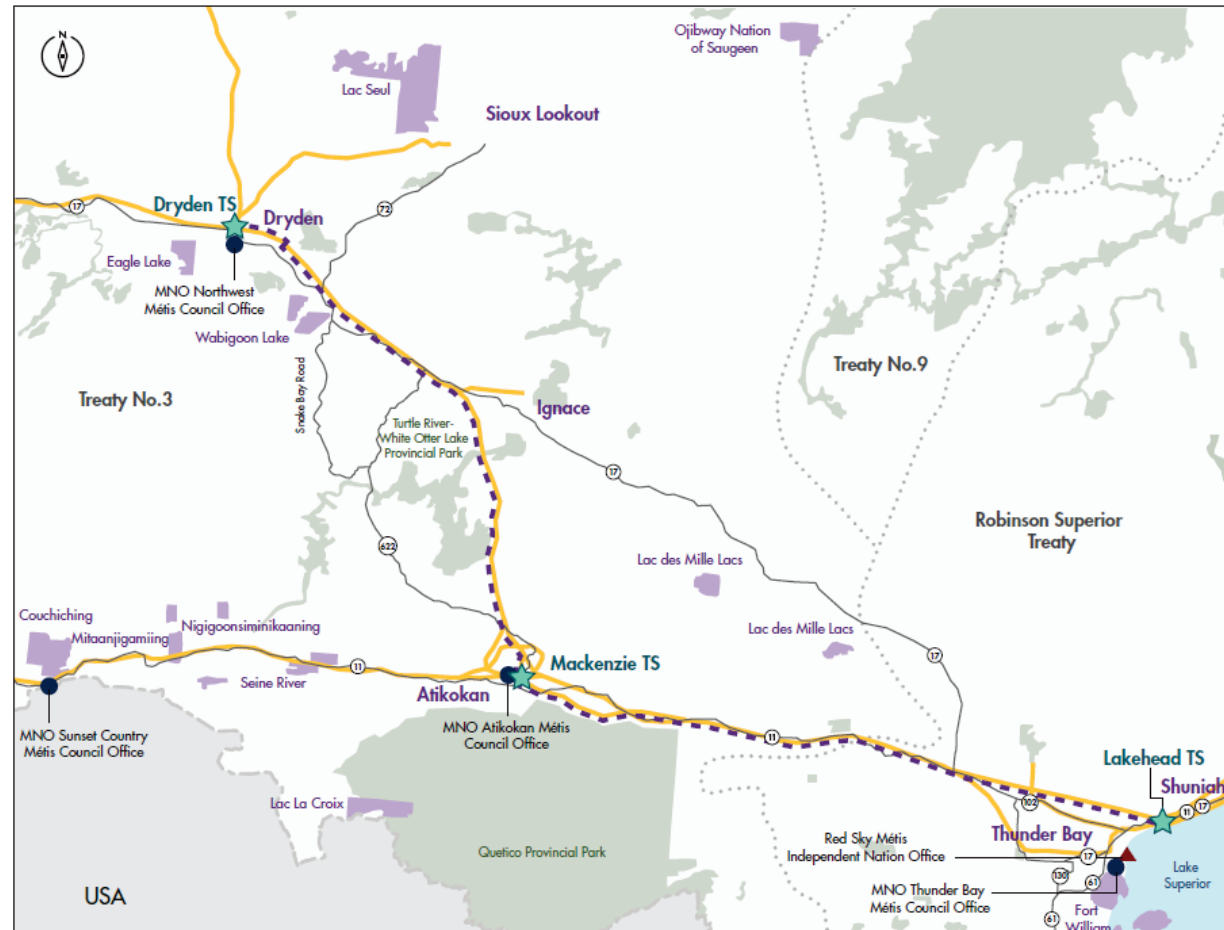 N
Ojibway Nation
of Saugeen
Lac Seul
Sioux Lookout
17
Dryden TS
Dryden
72
Eagle Lake
MNO Northwest
Métis Council Office
Wabigoon Lake
Treaty No.9
Treaty No.3
Snake Bay Road
Ignace
Turtle River-
White Otter Lake
Provincial Park
17
Robinson Superior
Treaty
622
Lac des Mille Lacs
Couchiching
Mitaanjigamiing
Nigigoonsiminikaaning
Lac des Mille Lacs
17
11
Seine River
Mackenzie TS
Atikokan
MNO Sunset Country
Métis Council Office
MNO Atikokan Métis
Council Office
11
Lakehead TS
Shuniah
11
17
102
Lac La Croix
Thunder Bay
Red Sky Métis
Independent Nation Office
Quetico Provincial Park
17
130
61
Lake
Superior
MNO Thunder Bay
Métis Council Office
USA
Fort
William
61